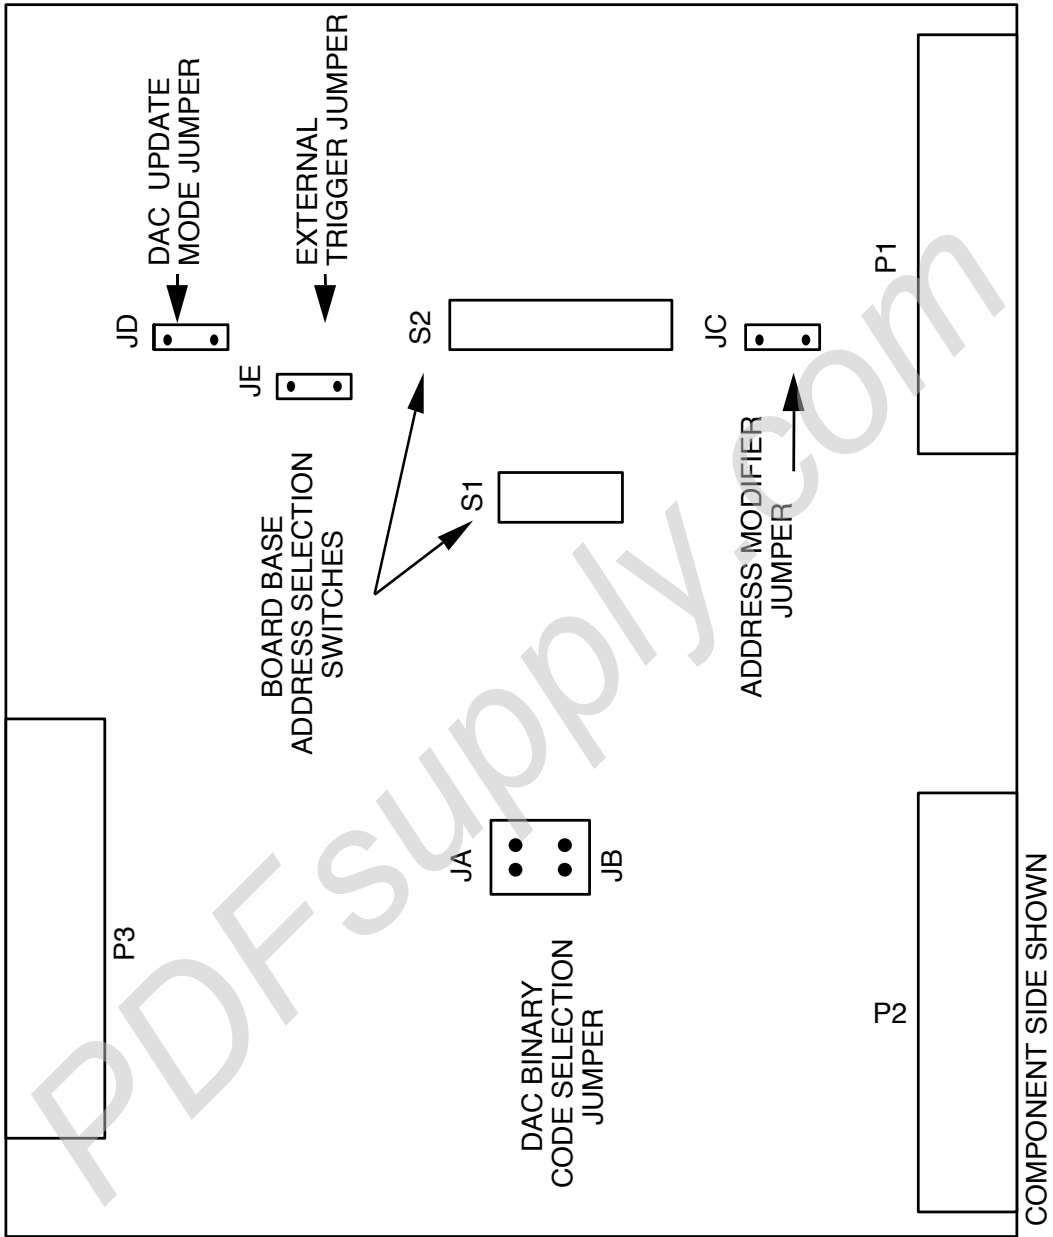 DAC UPDATE
MODE JUMPER
EXTERNAL
TRIGGER JUMPER
JD
JE
S2
S1
JC
P1
BOARD BASE
ADDRESS SELECTION
SWITCHES
ADDRESS MODIFIER
JUMPER
P3
JA
JB
DAC BINARY
CODE SELECTION
JUMPER
P2
COMPONENT SIDE SHOWN
PDFsupply.com